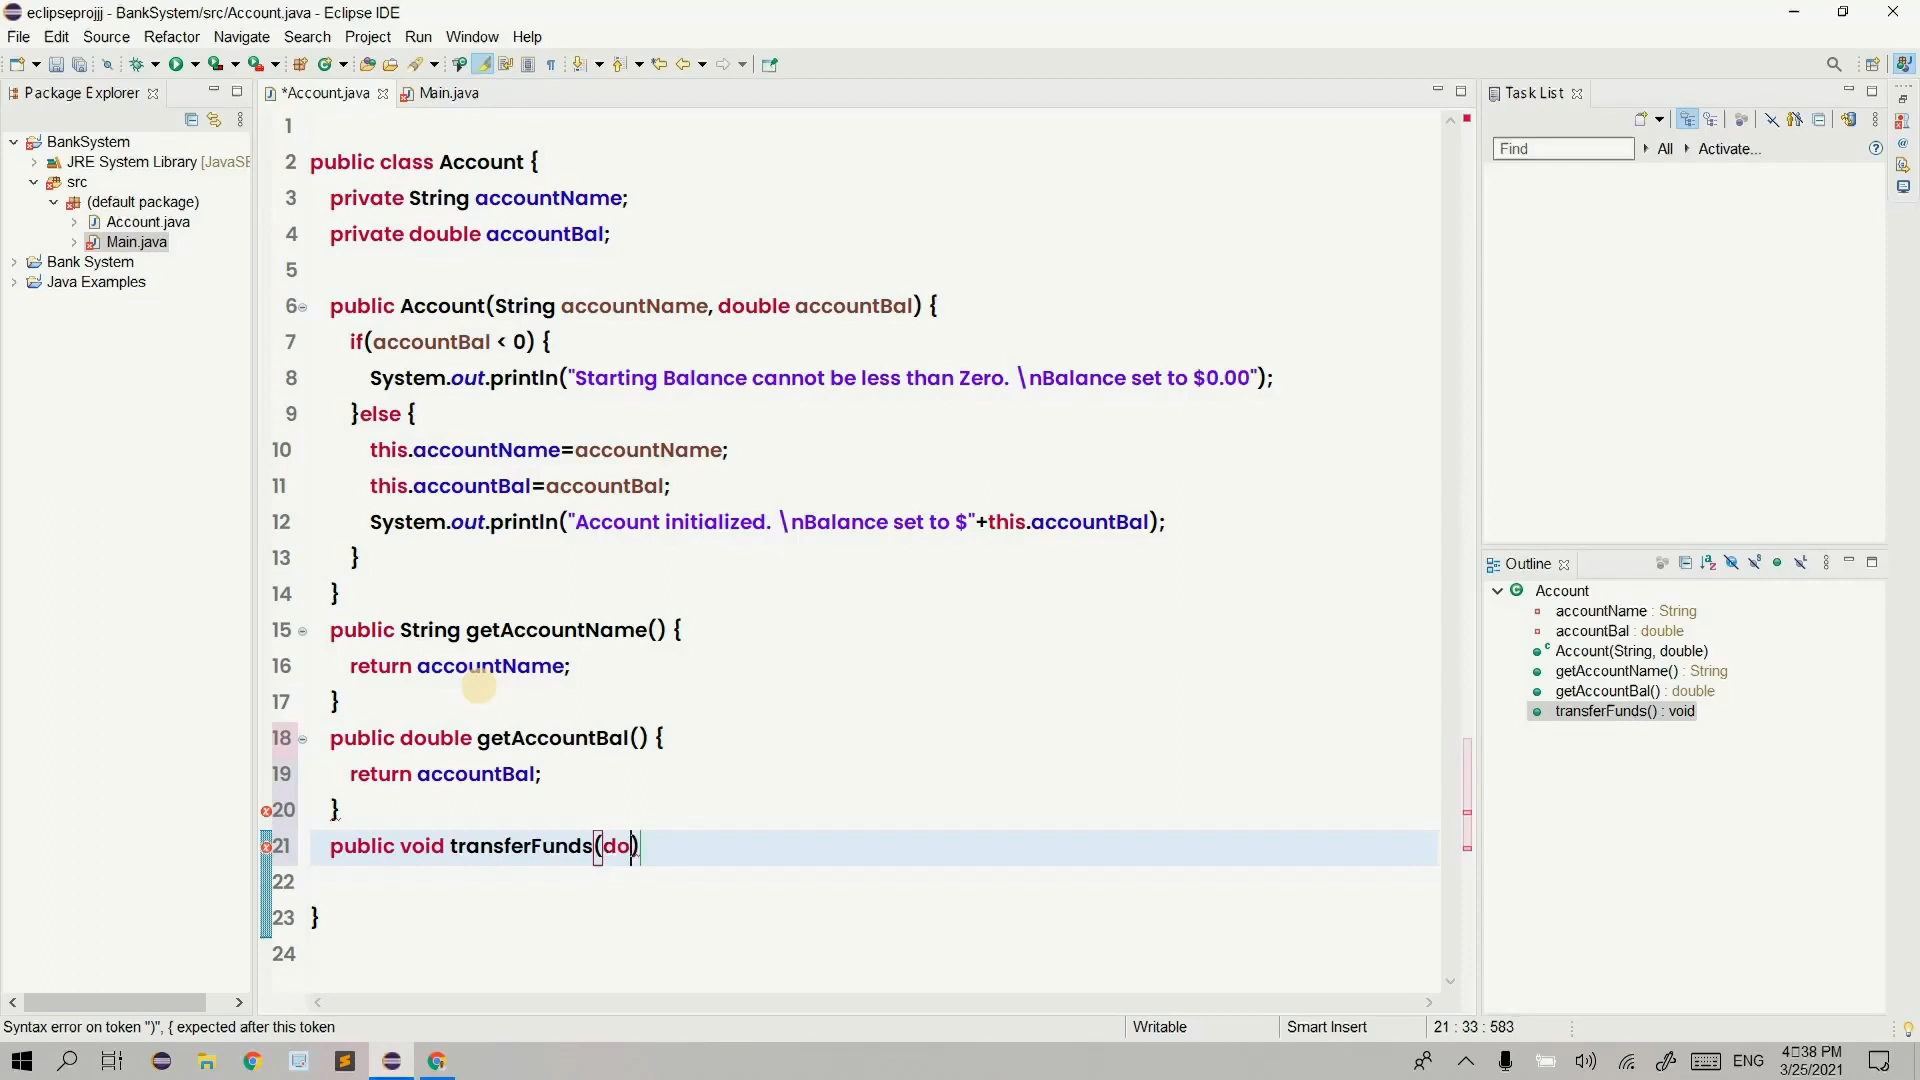 eclipseprojjj - BankSystem/src/Account.java - Eclipse IDE
File Edit Source Refactor Navigate Search Project Run Window Help
Package Explorer
BankSystem
JRE System Library [JavaSE
src
(default package)
Account.java
Main.java
Bank System
Java Examples
*Account.java Main.java
1
2 public class Account {
3 private String accountName;
4 private double accountBal;
5
6 public Account(String accountName, double accountBal) {
7 if(accountBal < 0) {
8 System.out.println("Starting Balance cannot be less than Zero. \nBalance set to $0.00");
9 }else {
10 this.accountName=accountName;
11 this.accountBal=accountBal;
12 System.out.println("Account initialized. \nBalance set to $"+this.accountBal);
13 }
14 }
15 public String getAccountName() {
16 return accountName;
17 }
18 public double getAccountBal() {
19 return accountBal;
20 }
21 public void transferFunds(do)
22
23 }
24
Task List
Find All Activate...
Outline
Account
accountName : String
accountBal : double
Account(String, double)
getAccountName() : String
getAccountBal() : double
transferFunds() : void
Syntax error on token ")", { expected after this token
Writable Smart Insert 21 : 33 : 583
ENG
4:38 PM
3/25/2021